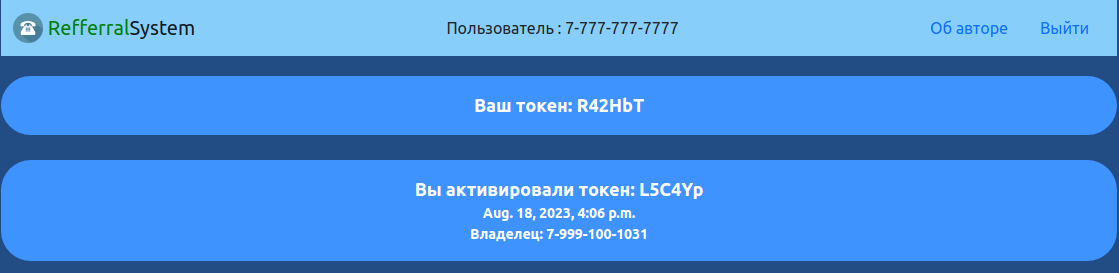 RefferralSystem
Пользователь : 7-777-777-7777
Об авторе
Выйти
Ваш токен: R42HbT
Вы активировали токен: L5C4Yp
Aug. 18, 2023, 4:06 p.m.
Владелец: 7-999-100-1031